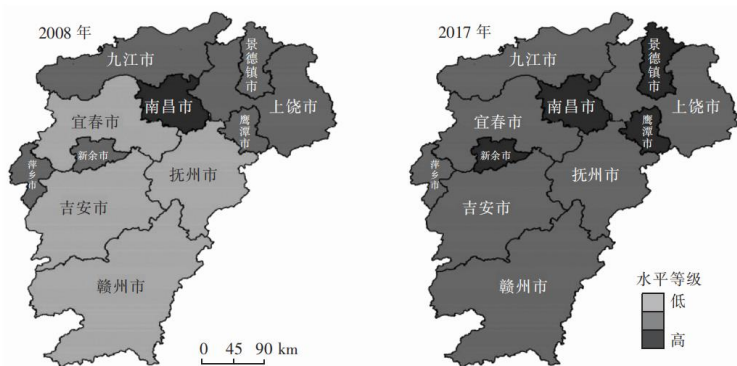 2008 年
九江市
景德镇市
南昌市
上饶市
宜春市
鹰潭市
新余市
萍乡市
抚州市
吉安市
赣州市
0 45 90 km
2017 年
九江市
景德镇市
南昌市
上饶市
宜春市
鹰潭市
新余市
萍乡市
抚州市
吉安市
赣州市
水平等级
低
高